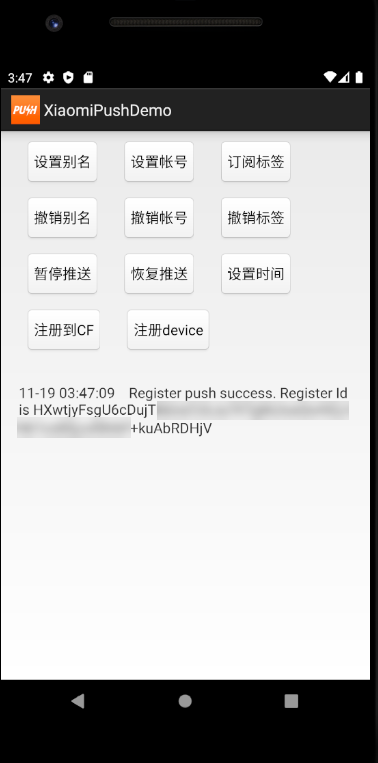 3:47
PUSH XiaomiPushDemo
设置别名 设置帐号 订阅标签
撤销别名 撤销帐号 撤销标签
暂停推送 恢复推送 设置时间
注册到CF 注册device
11-19 03:47:09 Register push success. Register Id
is HXwtjyFsgU6cDujT
+kuAbRDHjV